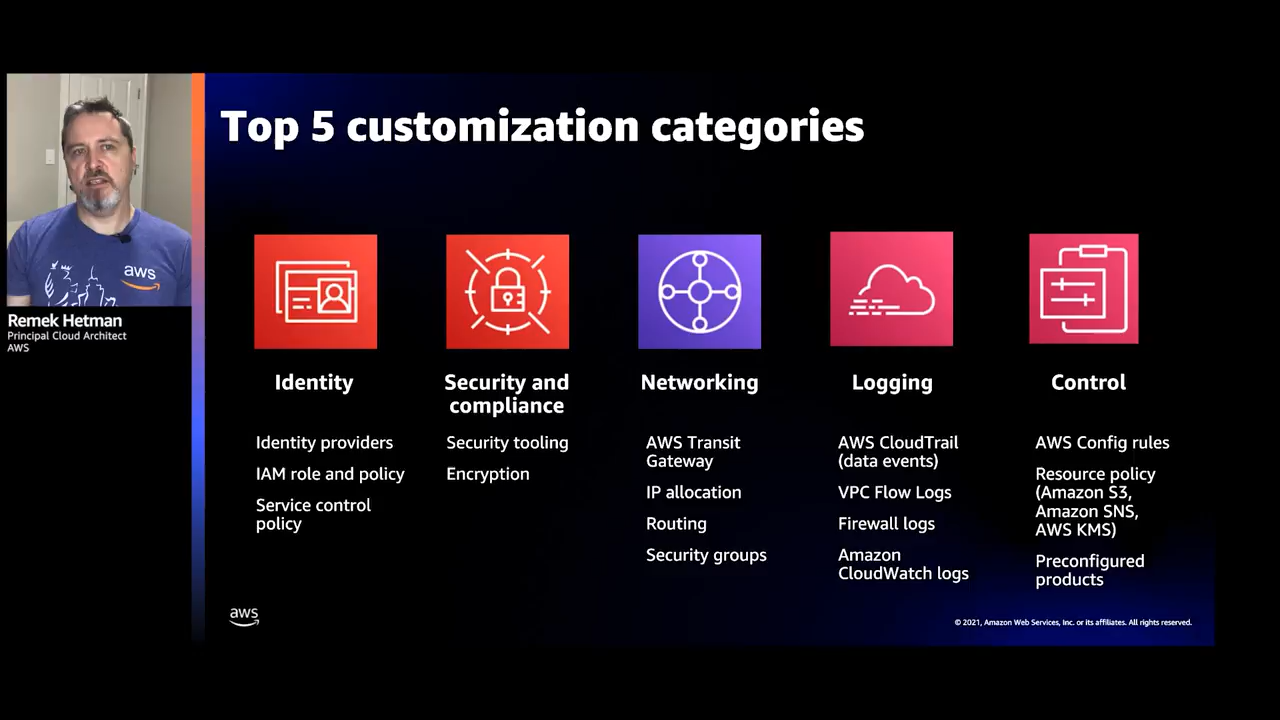 Top 5 customization categories
aws
Remek Hetman
Principal Cloud Architect
AWS
Identity
Identity providers
IAM role and policy
Service control
policy
Security and
compliance
Security tooling
Encryption
Networking
AWS Transit
Gateway
IP allocation
Routing
Security groups
Logging
AWS CloudTrail
(data events)
VPC Flow Logs
Firewall logs
Amazon
CloudWatch logs
Control
AWS Config rules
Resource policy
(Amazon S3,
Amazon SNS,
AWS KMS)
Preconfigured
products
aws
© 2021, Amazon Web Services, Inc. or its affiliates. All rights reserved.